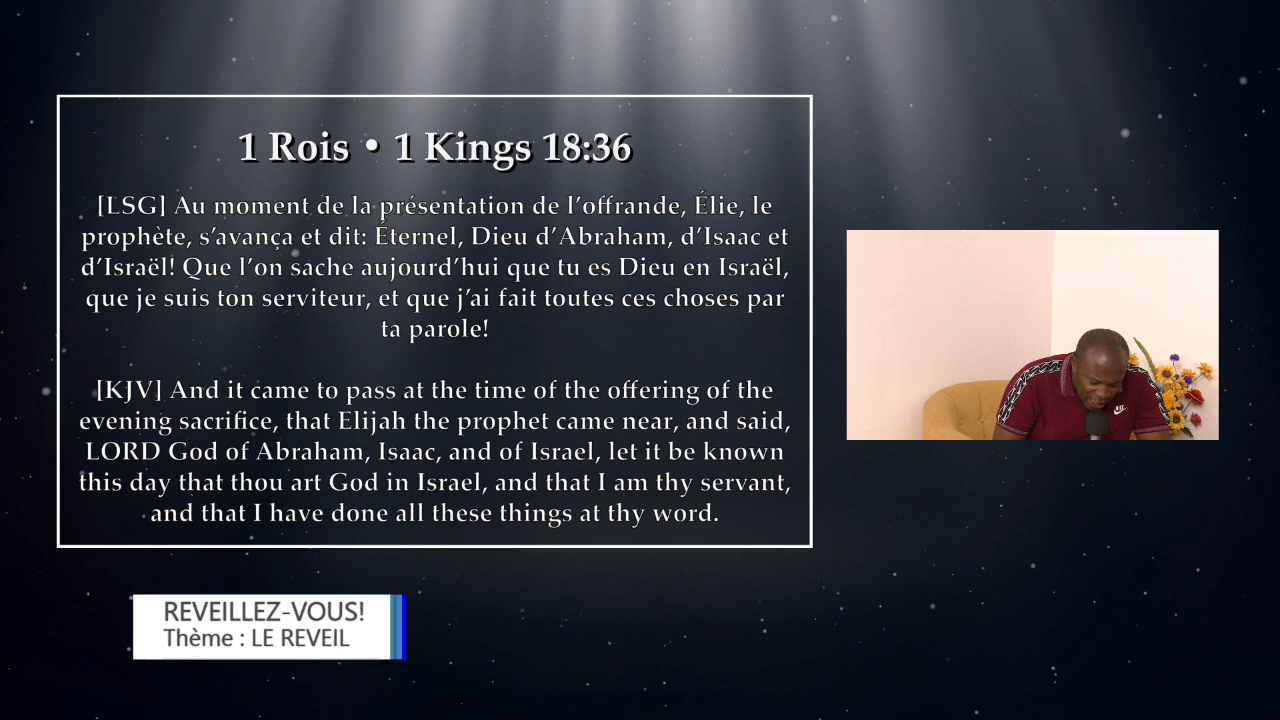 1 Rois • 1 Kings 18:36
[LSG] Au moment de la présentation de l’offrande, Élie, le
prophète, s’avança et dit: Éternel, Dieu d’Abraham, d’Isaac et
d’Israël! Que l’on sache aujourd’hui que tu es Dieu en Israël,
que je suis ton serviteur, et que j’ai fait toutes ces choses par
ta parole!
[KJV] And it came to pass at the time of the offering of the
evening sacrifice, that Elijah the prophet came near, and said,
LORD God of Abraham, Isaac, and of Israel, let it be known
this day that thou art God in Israel, and that I am thy servant,
and that I have done all these things at thy word.
REVEILLEZ-VOUS!
Thème : LE REVEIL